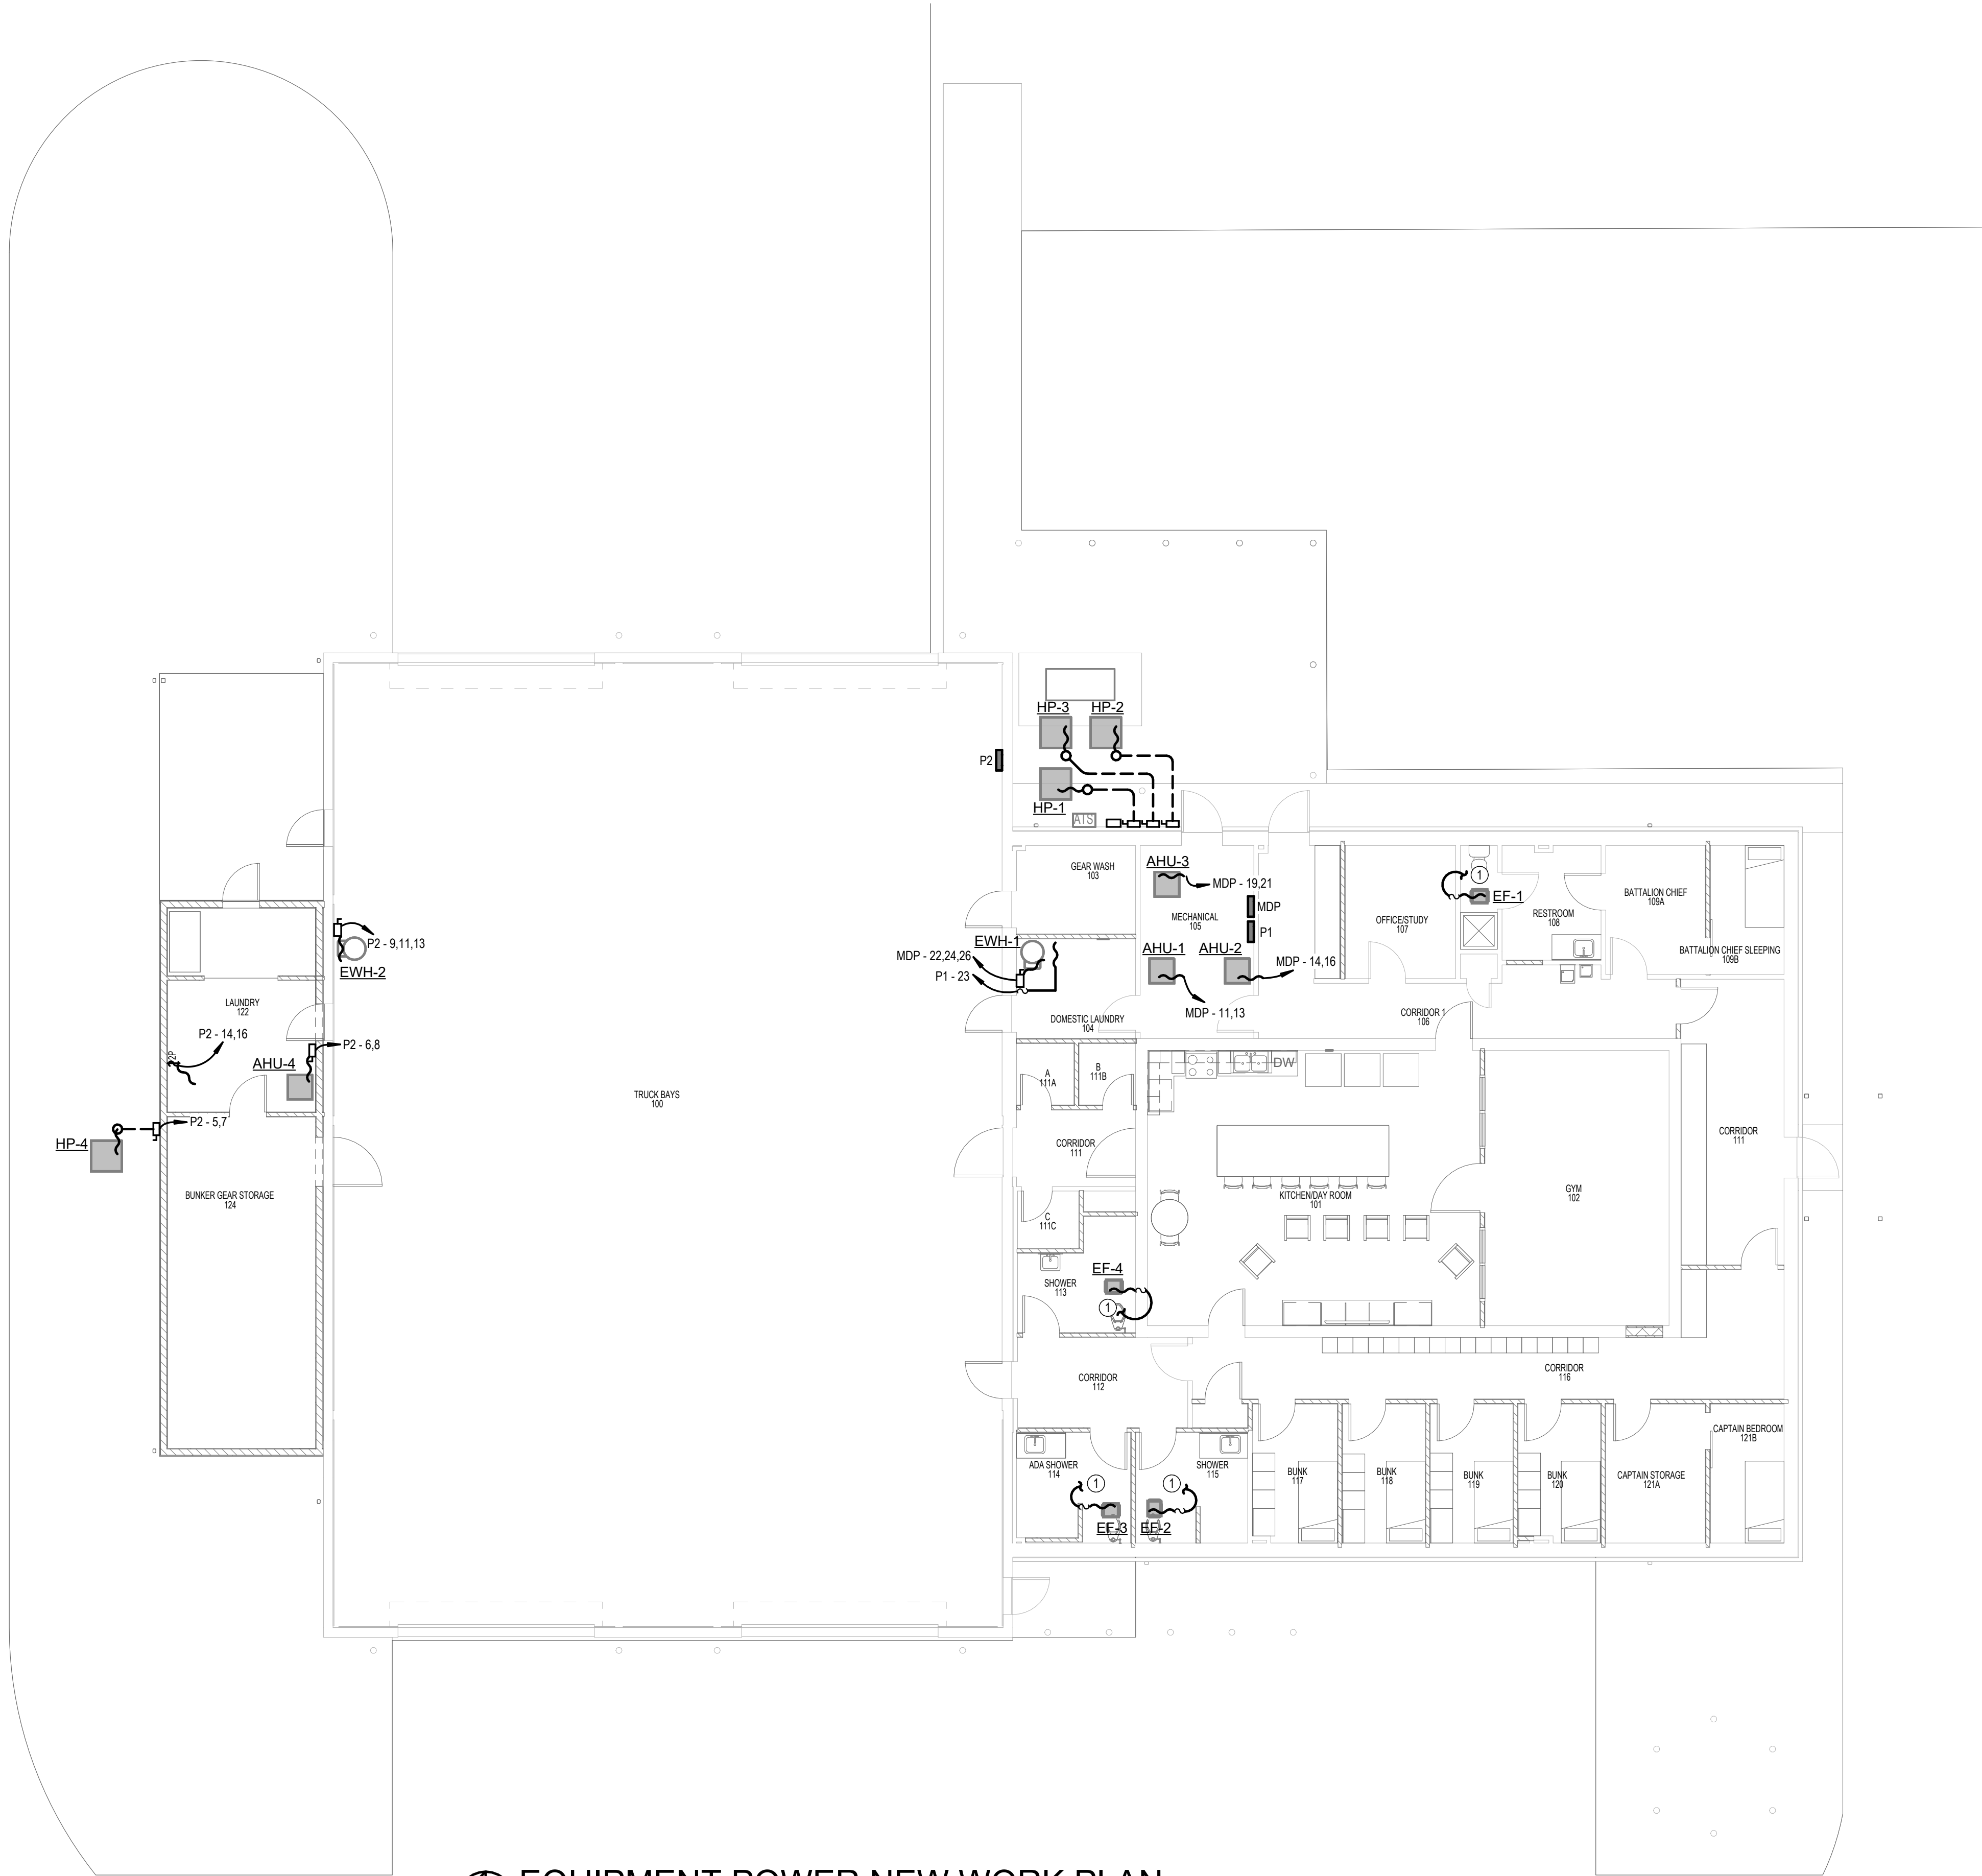 HP-3
HP-2
P2
HP-1
ATS
GEAR WASH
103
AHU-3
MDP - 19,21
MDP
P1
MECHANICAL
105
OFFICE/STUDY
107
1
EF-1
RESTROOM
108
BATTALION CHIEF
109A
BATTALION CHIEF SLEEPING
109B
P2 - 9,11,13
EWH-2
EWH-1
MDP - 22,24,26
P1 - 23
AHU-1
AHU-2
MDP - 14,16
MDP - 11,13
DOMESTIC LAUNDRY
104
CORRIDOR 1
106
LAUNDRY
122
P2 - 14,16
2P
AHU-4
P2 - 6,8
DW
A
111A
B
111B
TRUCK BAYS
100
P2 - 5,7
HP-4
CORRIDOR
111
CORRIDOR
111
BUNKER GEAR STORAGE
124
KITCHEN/DAY ROOM
101
GYM
102
C
111C
EF-4
SHOWER
113
1
CORRIDOR
112
CORRIDOR
116
ADA SHOWER
114
1
EF-3
SHOWER
115
1
EF-2
BUNK
117
BUNK
118
BUNK
119
BUNK
120
CAPTAIN STORAGE
121A
CAPTAIN BEDROOM
121B
EQUIPMENT POWER NEW WORK PLAN